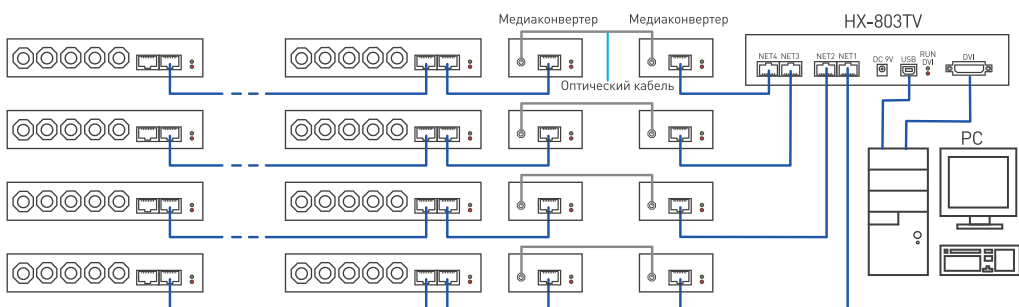 Медиаконвертер Медиаконвертер HX-803TV
NET4 NET3 NET2 NET1 DC 9V USB RUN DVI DVI
Оптический кабель
PC